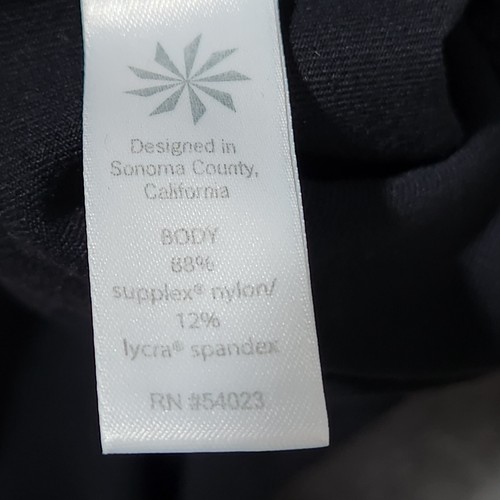 Designed in
Sonoma County,
California
BODY
88%
supplex® nylon/
12%
lycra® spandex
RN #54023